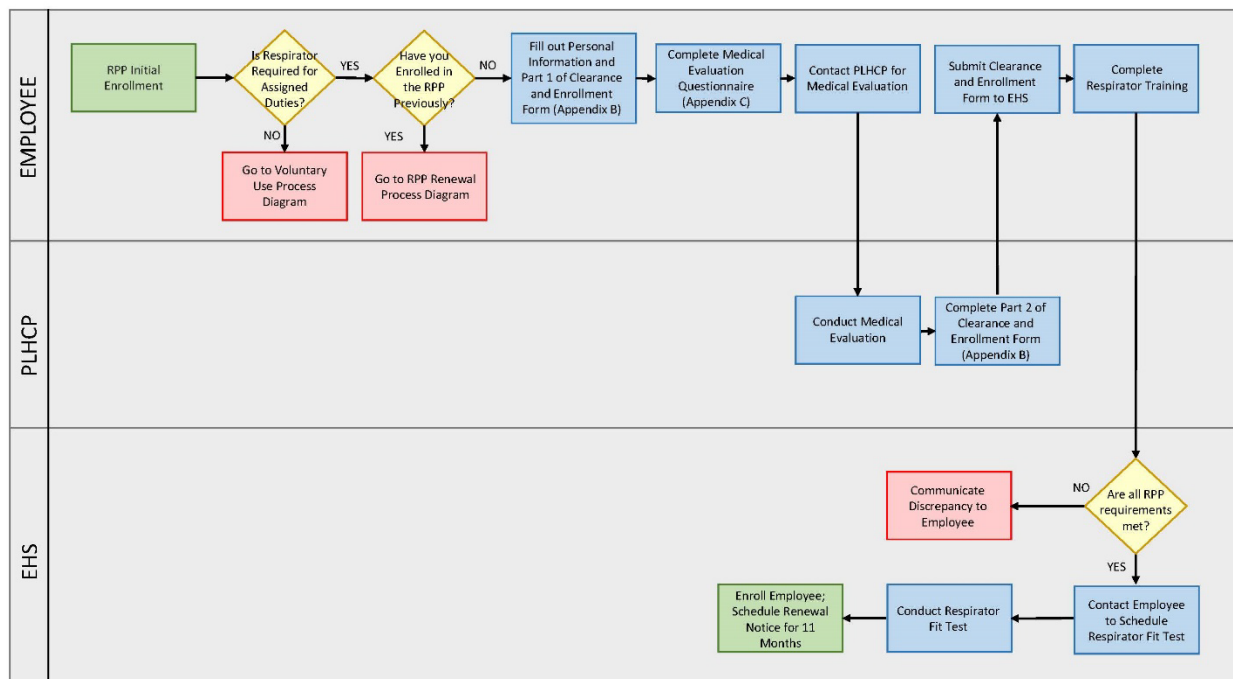 EMPLOYEE
RPP Initial
Enrollment
Is Respirator
Required for
Assigned
Duties?
YES
NO
Go to Voluntary
Use Process
Diagram
Have you
Enrolled in
the RPP
Previously?
NO
YES
Go to RPP Renewal
Process Diagram
Fill out Personal
Information and
Part 1 of Clearance
and Enrollment
Form (Appendix B)
Complete Medical
Evaluation
Questionnaire
(Appendix C)
Contact PLHCP for
Medical Evaluation
Submit Clearance
and Enrollment
Form to EHS
Complete
Respirator Training
PLHCP
Conduct Medical
Evaluation
Complete Part 2 of
Clearance and
Enrollment Form
(Appendix B)
EHS
Are all RPP
requirements
met?
NO
Communicate
Discrepancy to
Employee
YES
Contact Employee
to Schedule
Respirator Fit Test
Conduct Respirator
Fit Test
Enroll Employee;
Schedule Renewal
Notice for 11
Months